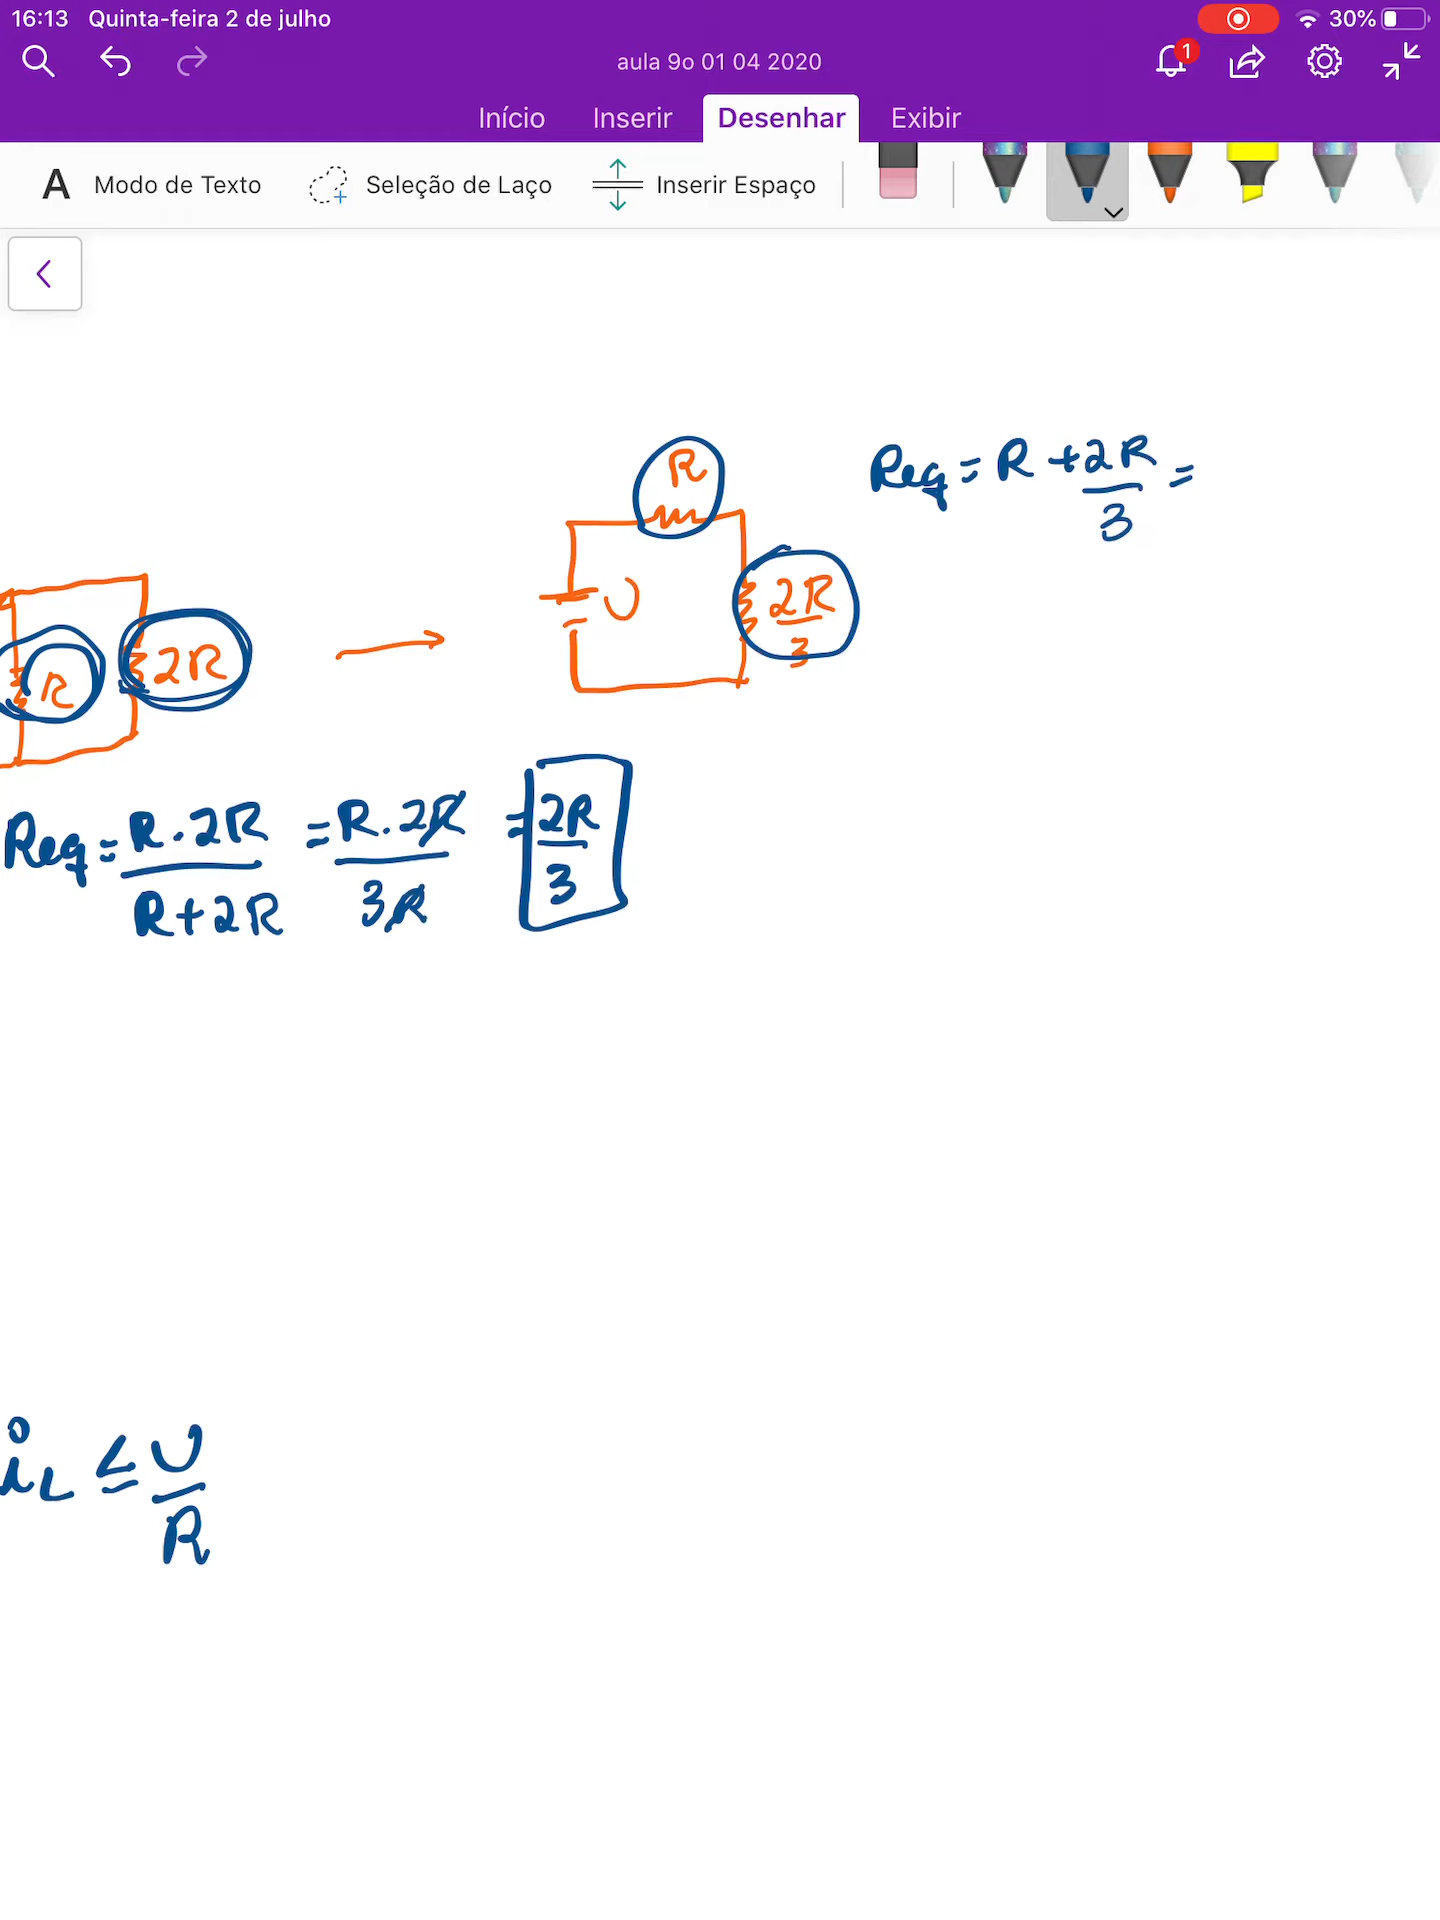 16:13 Quinta-feira 2 de julho 30%
aula 9o 01 04 2020
1
Início Inserir Desenhar Exibir
A Modo de Texto Seleção de Laço Inserir Espaço
R
Req = R + 2R/3 =
U 2R/3
R 2R
Req = R . 2R / R + 2R = R . 2R / 3R = 2R/3
iL ≤ U/R